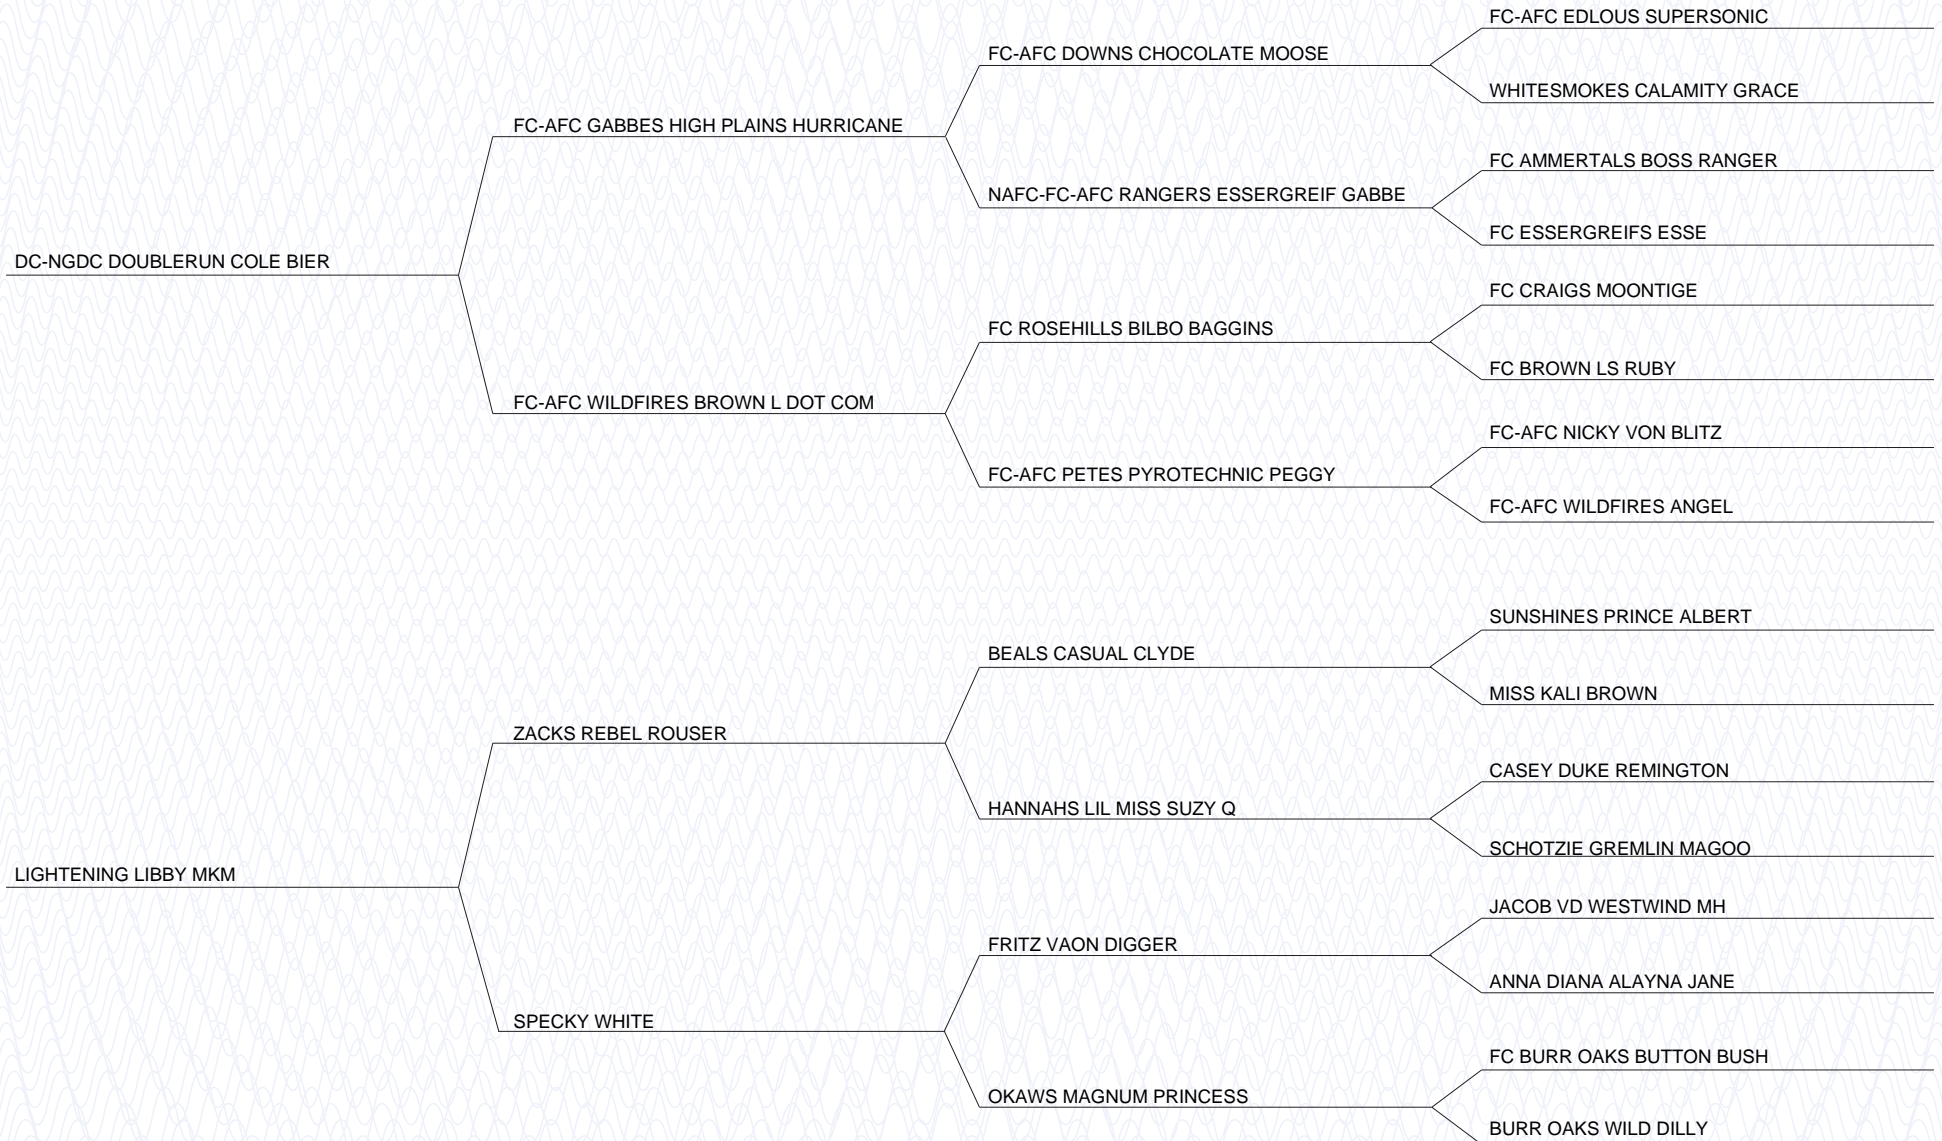 FC-AFC EDLOUS SUPERSONIC
FC-AFC DOWNS CHOCOLATE MOOSE
WHITESMOKES CALAMITY GRACE
FC-AFC GABBES HIGH PLAINS HURRICANE
FC AMMERTALS BOSS RANGER
NAFC-FC-AFC RANGERS ESSERGREIF GABBE
FC ESSERGREIFS ESSE
DC-NGDC DOUBLERUN COLE BIER
FC CRAIGS MOONTIGE
FC ROSEHILLS BILBO BAGGINS
FC BROWN LS RUBY
FC-AFC WILDFIRES BROWN L DOT COM
FC-AFC NICKY VON BLITZ
FC-AFC PETES PYROTECHNIC PEGGY
FC-AFC WILDFIRES ANGEL
SUNSHINES PRINCE ALBERT
BEALS CASUAL CLYDE
MISS KALI BROWN
ZACKS REBEL ROUSER
CASEY DUKE REMINGTON
HANNAHS LIL MISS SUZY Q
SCHOTZIE GREMLIN MAGOO
LIGHTENING LIBBY MKM
JACOB VD WESTWIND MH
FRITZ VAON DIGGER
ANNA DIANA ALAYNA JANE
SPECKY WHITE
FC BURR OAKS BUTTON BUSH
OKAWS MAGNUM PRINCESS
BURR OAKS WILD DILLY